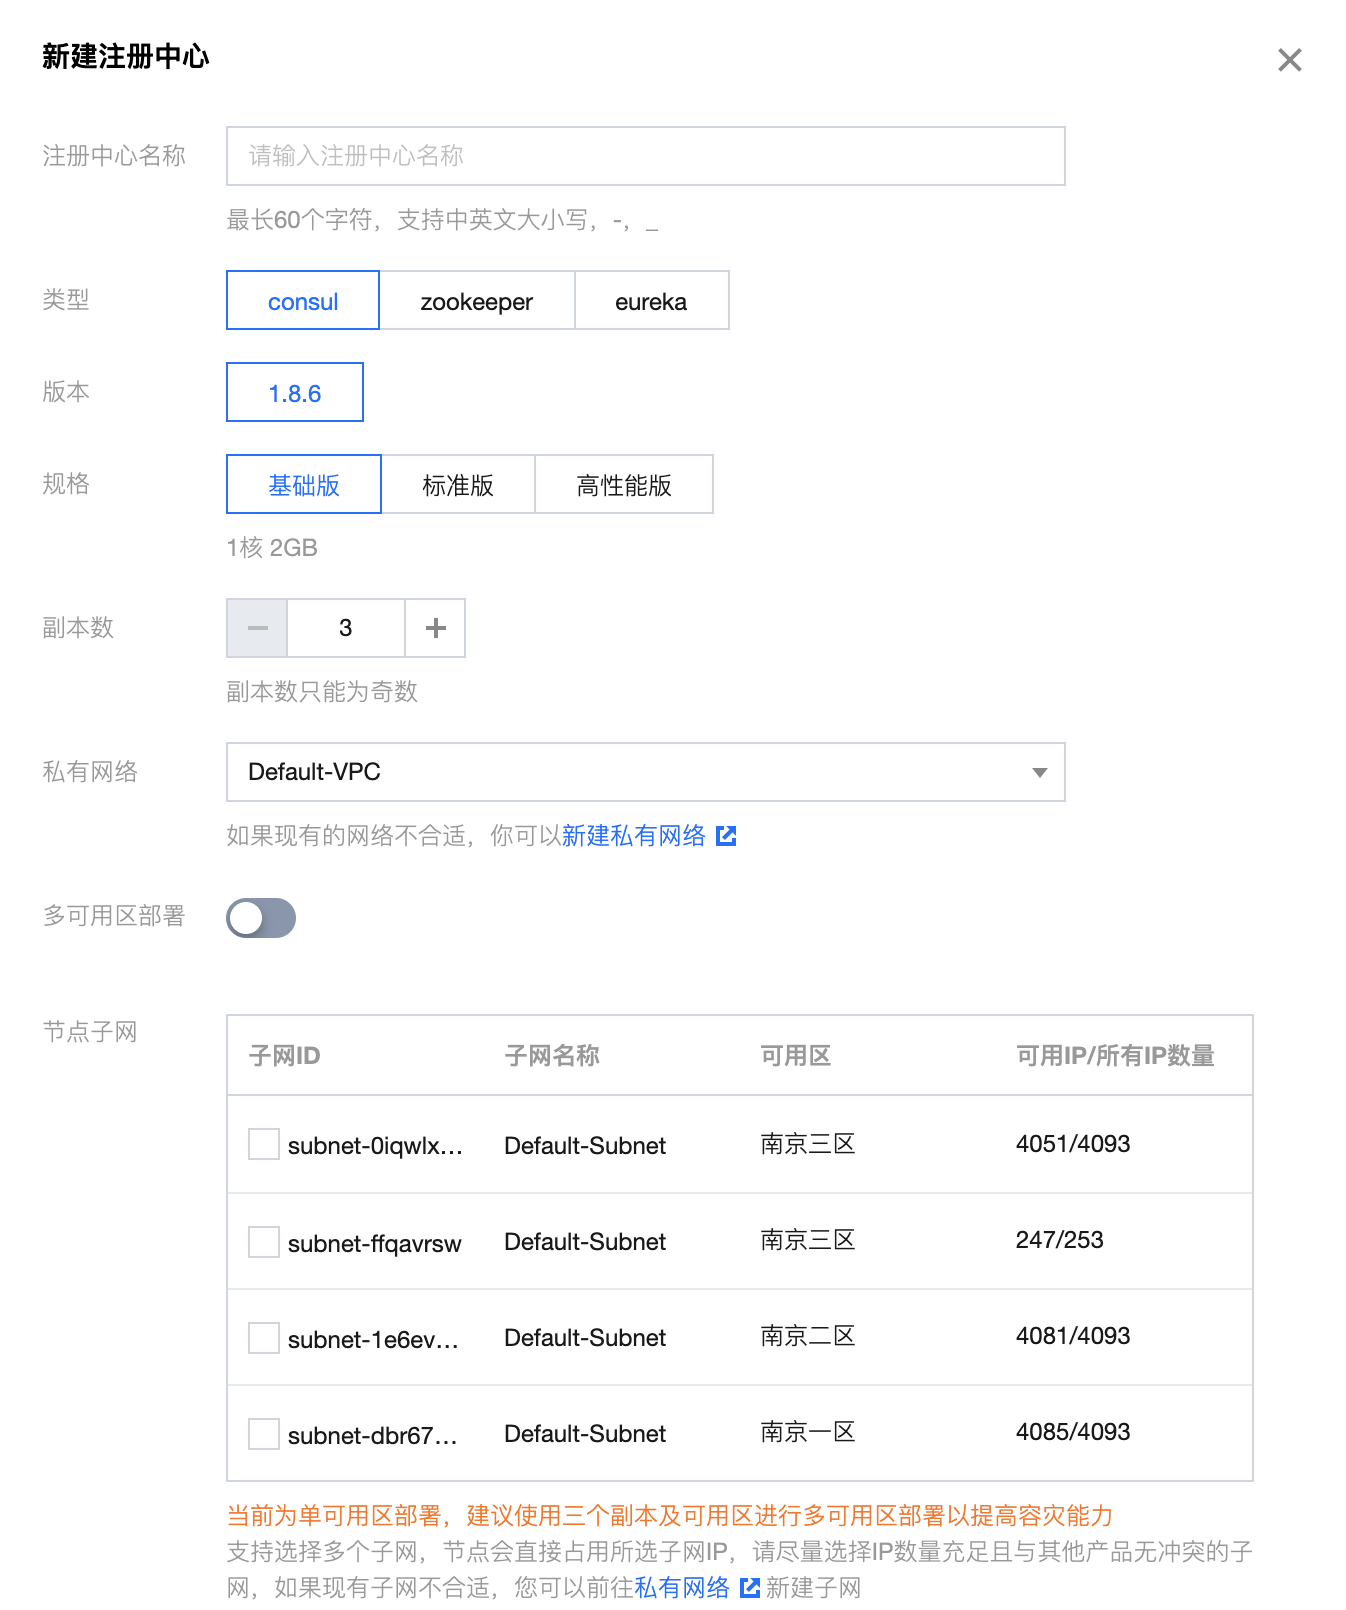 新建注册中心
注册中心名称
请输入注册中心名称
最长60个字符，支持中英文大小写，-，_
类型
consul
zookeeper
eureka
版本
1.8.6
规格
基础版
标准版
高性能版
1核 2GB
副本数
3
副本数只能为奇数
私有网络
Default-VPC
如果现有的网络不合适，你可以新建私有网络
多可用区部署
节点子网
子网ID 子网名称 可用区 可用IP/所有IP数量
subnet-0iqwlx... Default-Subnet 南京三区 4051/4093
subnet-ffqavrsw Default-Subnet 南京三区 247/253
subnet-1e6ev... Default-Subnet 南京二区 4081/4093
subnet-dbr67... Default-Subnet 南京一区 4085/4093
当前为单可用区部署，建议使用三个副本及可用区进行多可用区部署以提高容灾能力
支持选择多个子网，节点会直接占用所选子网IP，请尽量选择IP数量充足且与其他产品无冲突的子
网，如果现有子网不合适，您可以前往私有网络 新建子网